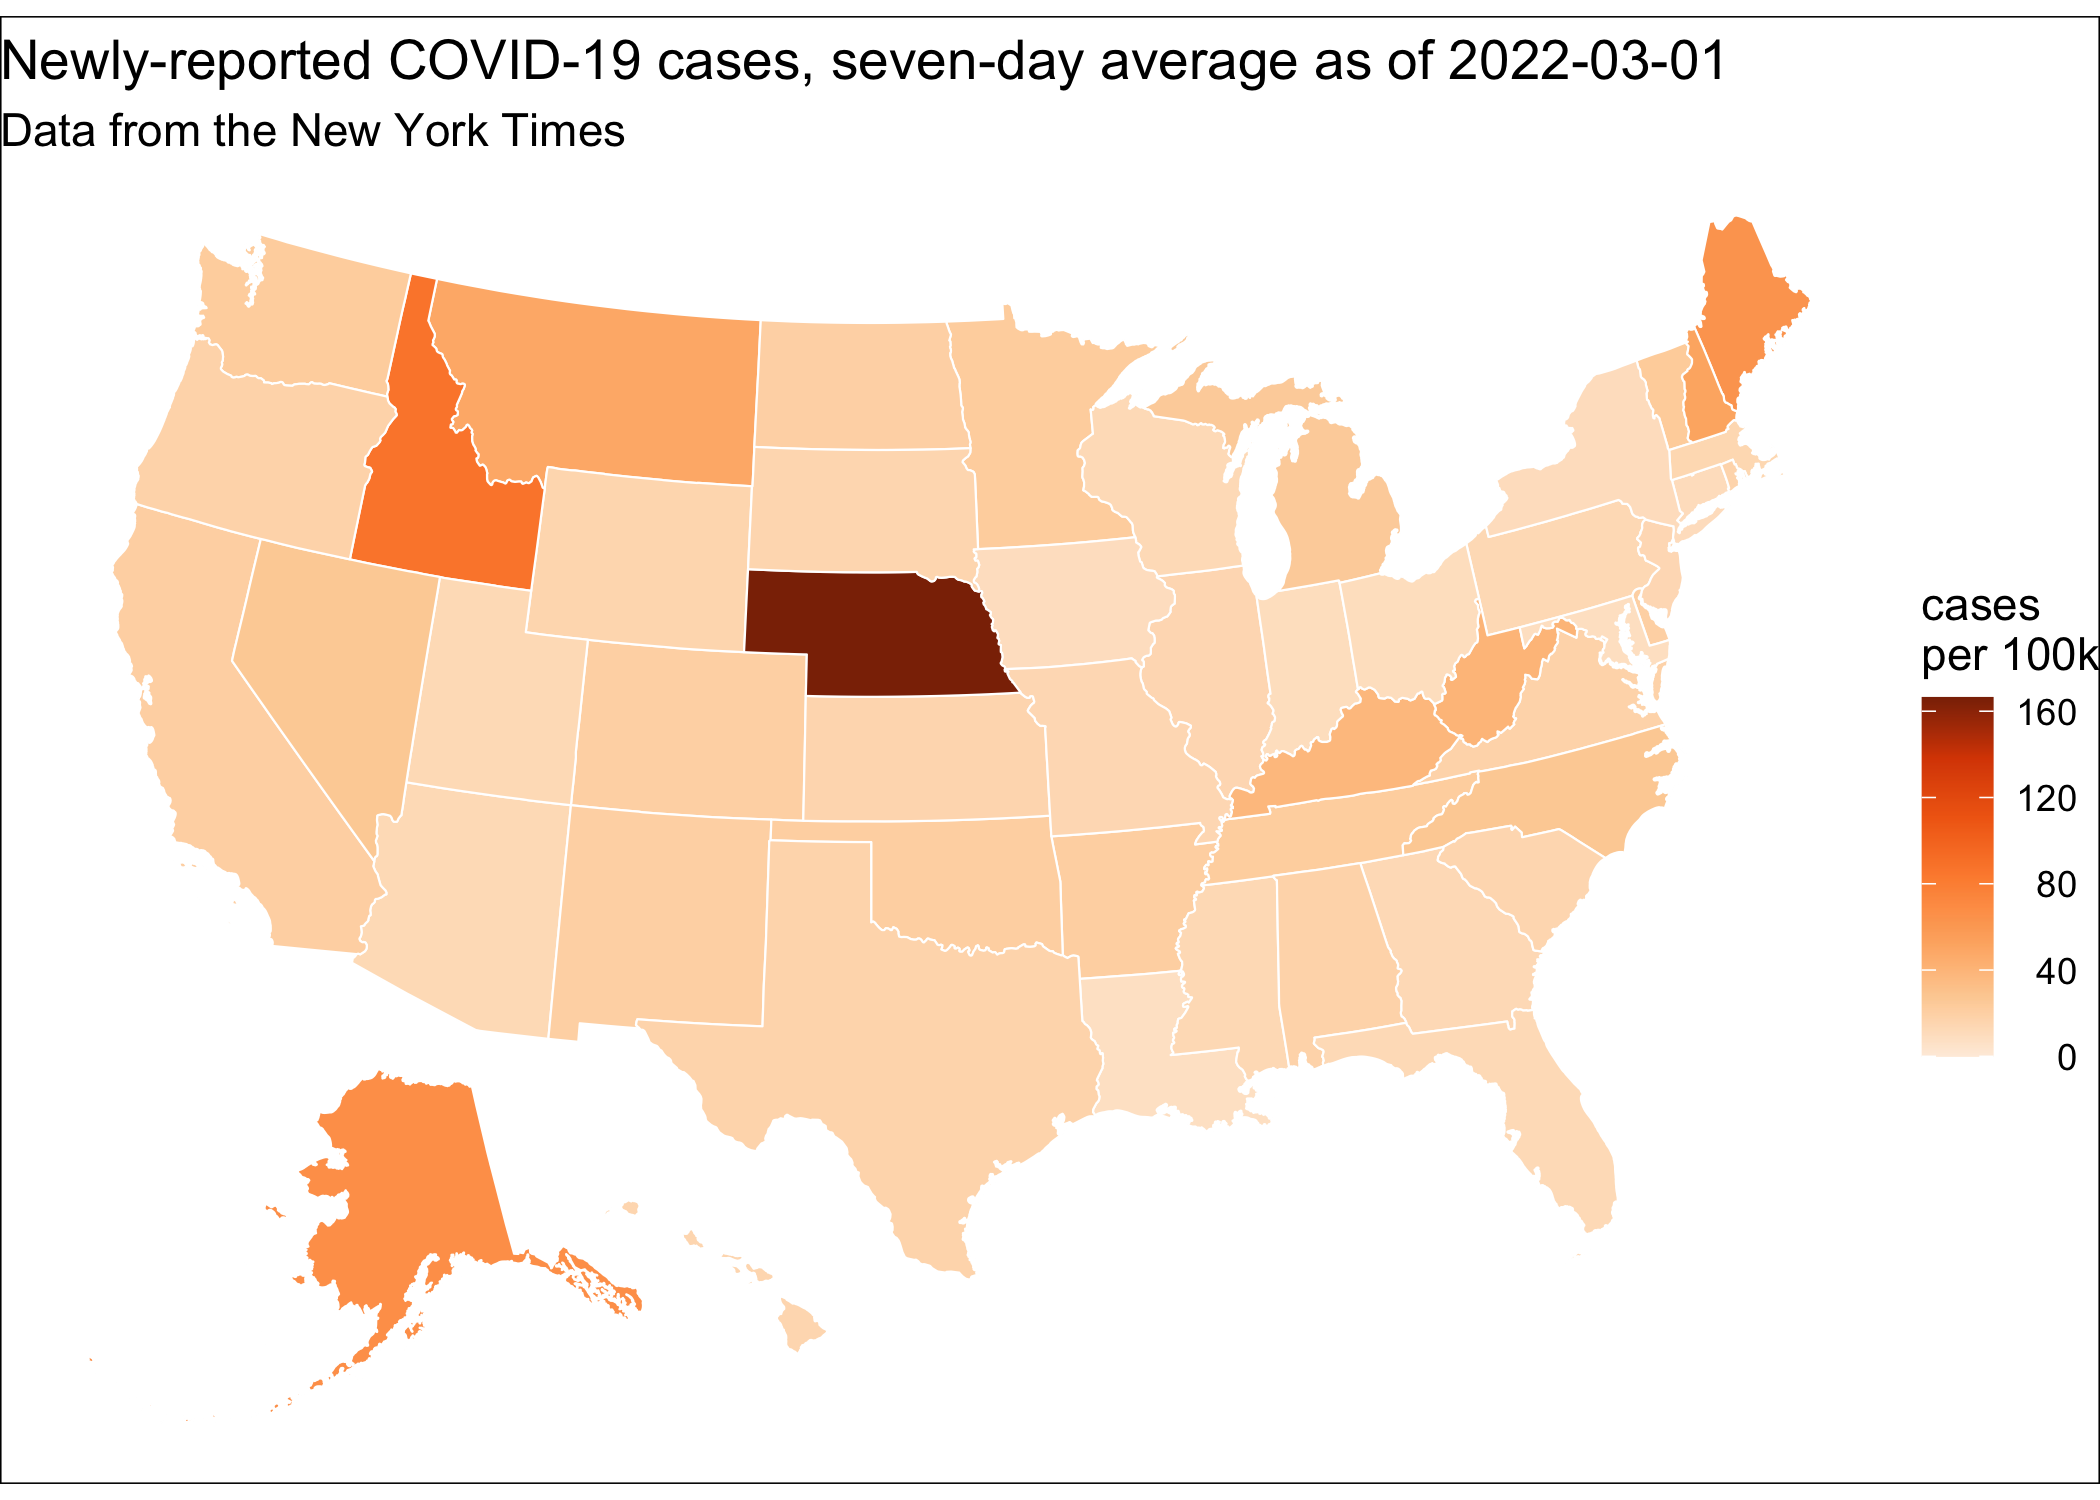 Newly-reported COVID-19 cases, seven-day average as of 2022-03-01
Data from the New York Times
cases
per 100k
160
120
80
40
0